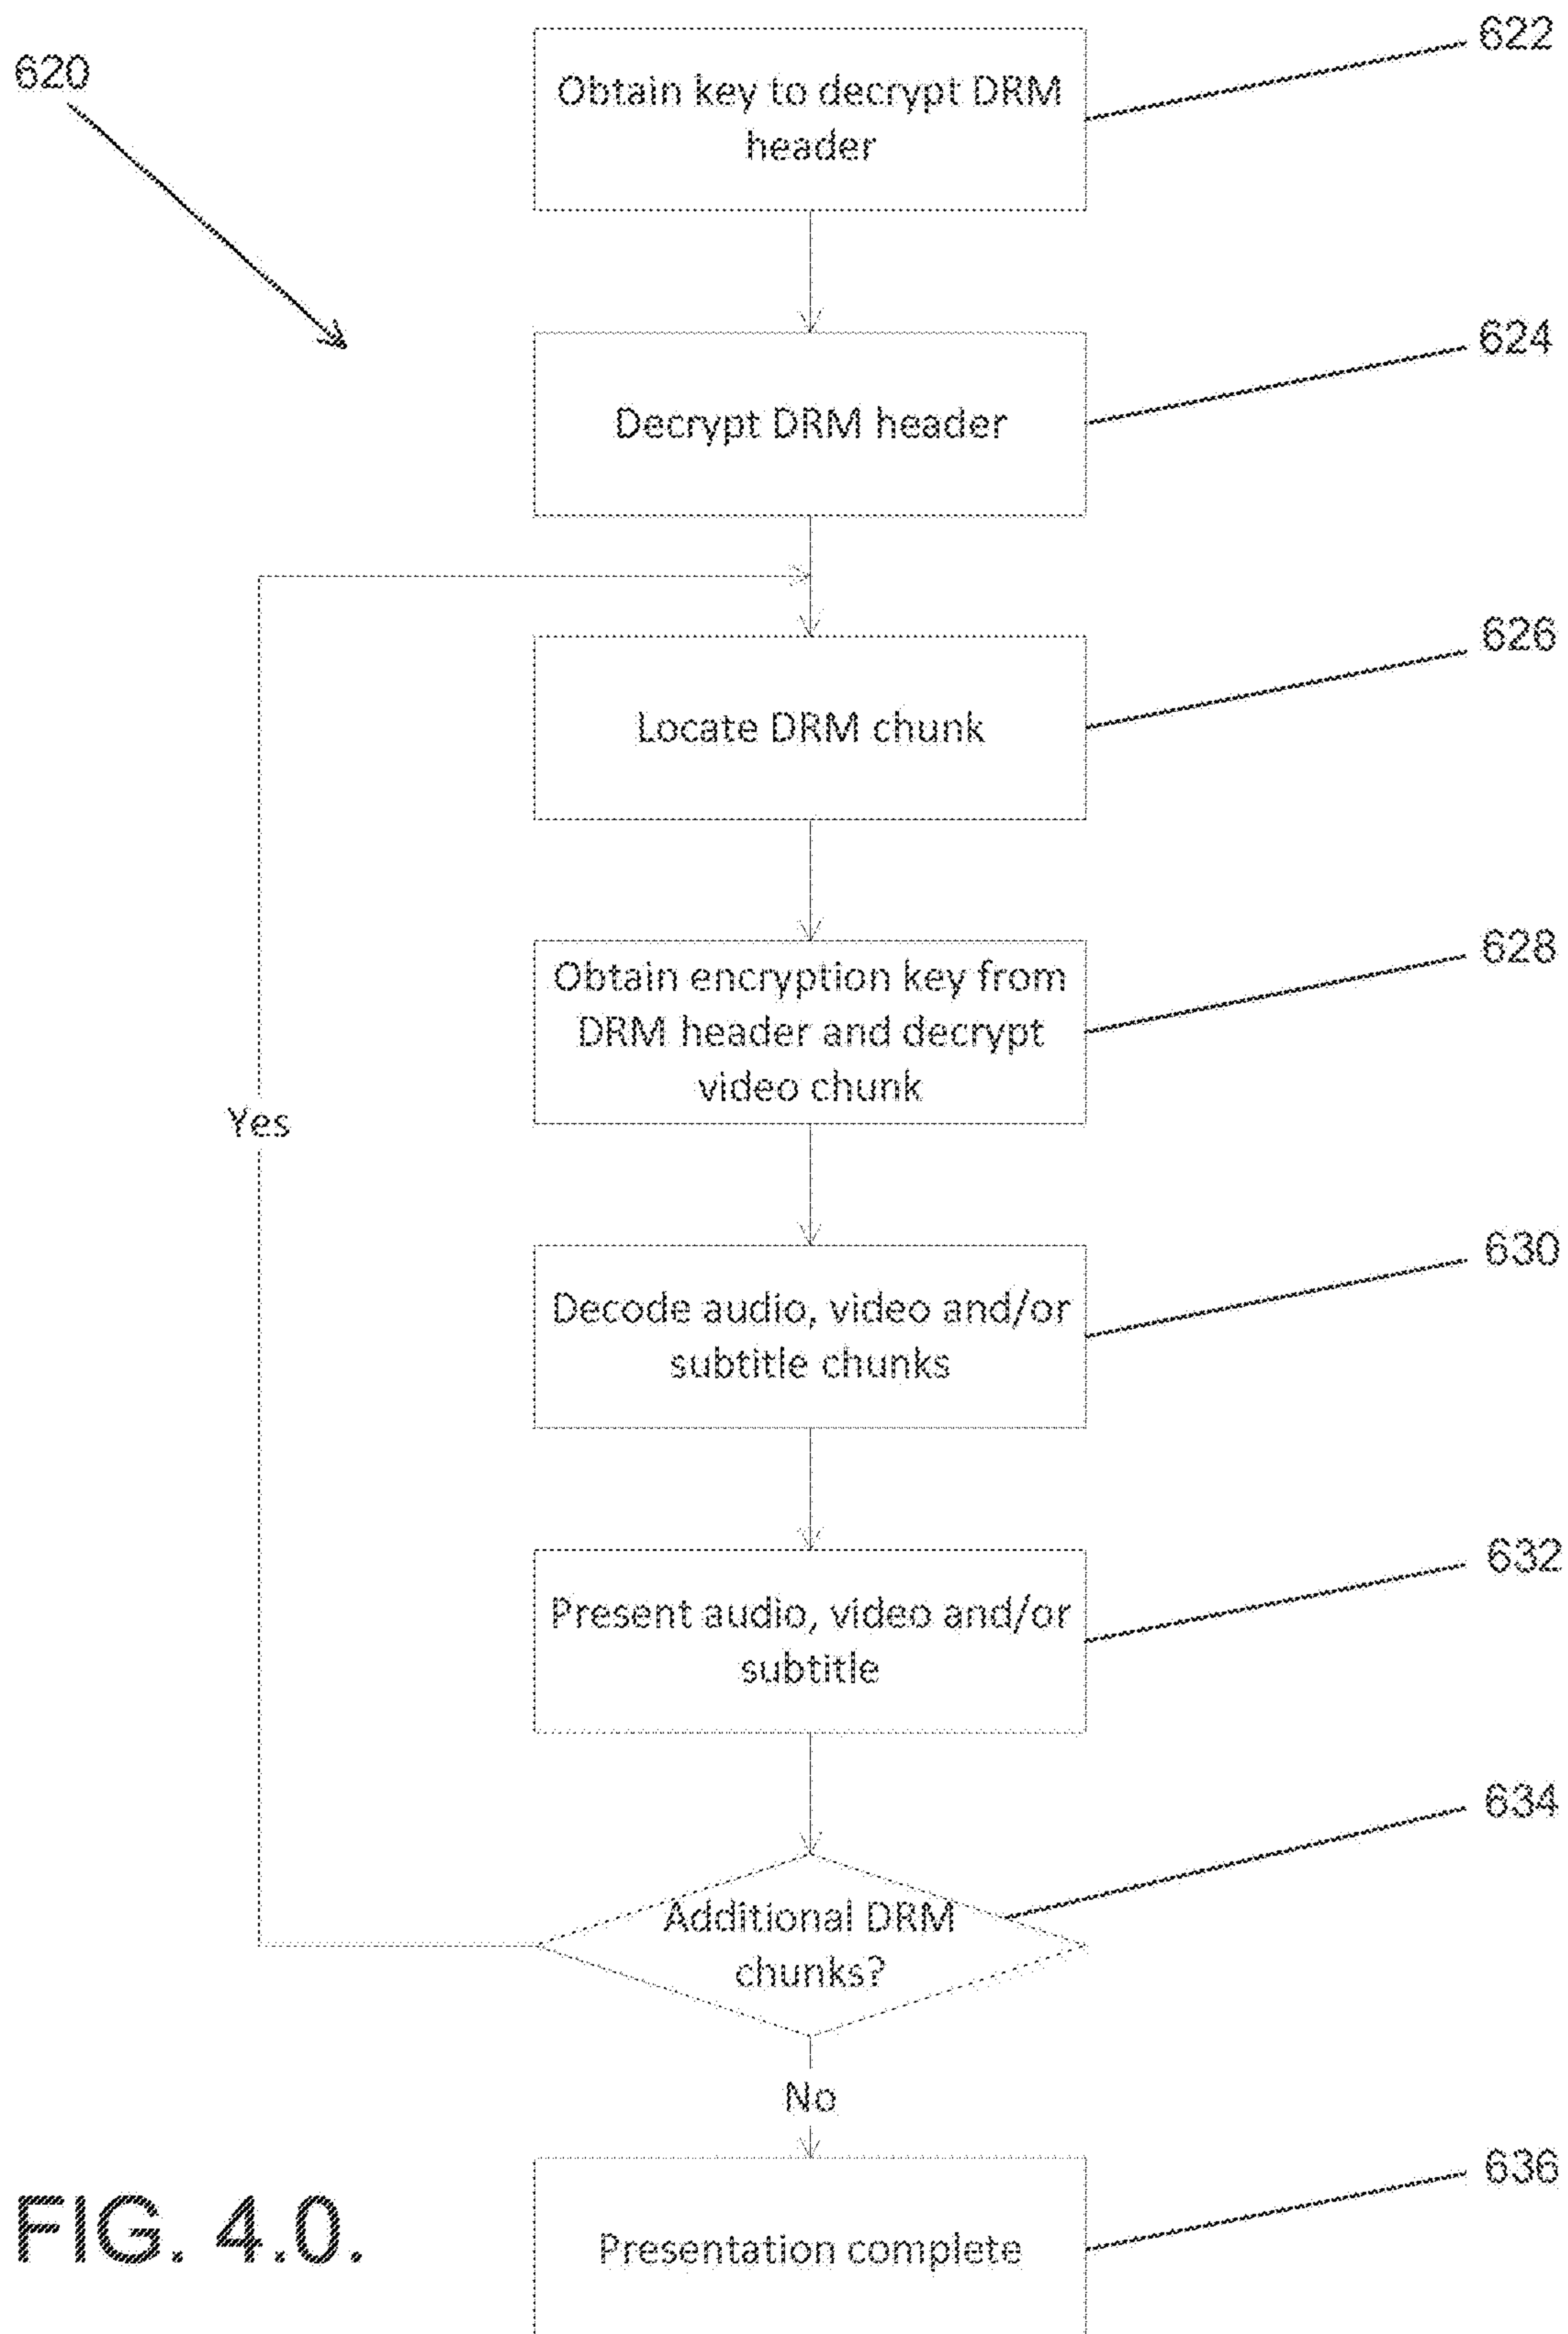 622
620
Obtain key to decrypt DRM
header
624
Decrypt DRM header
626
Locate DRM chunk
628
Obtain encryption key from
DRM header and decrypt
video chunk
Yes
630
Decode audio, video and/or
subtitle chunks
632
Present audio, video and/or
subtitle
634
Additional DRM
chunks?
No
636
FIG. 4.0.
Presentation complete